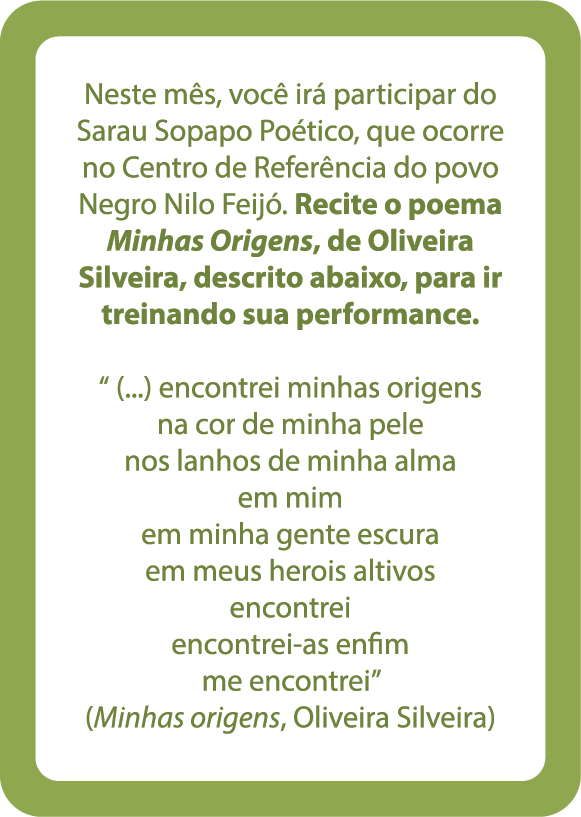 Neste mês, você irá participar do
Sarau Sopapo Poético, que ocorre
no Centro de Referência do povo
Negro Nilo Feijó. Recite o poema
Minhas Origens, de Oliveira
Silveira, descrito abaixo, para ir
treinando sua performance.
“ (...) encontrei minhas origens
na cor de minha pele
nos lanhos de minha alma
em mim
em minha gente escura
em meus herois altivos
encontrei
encontrei-as enfim
me encontrei”
(Minhas origens, Oliveira Silveira)